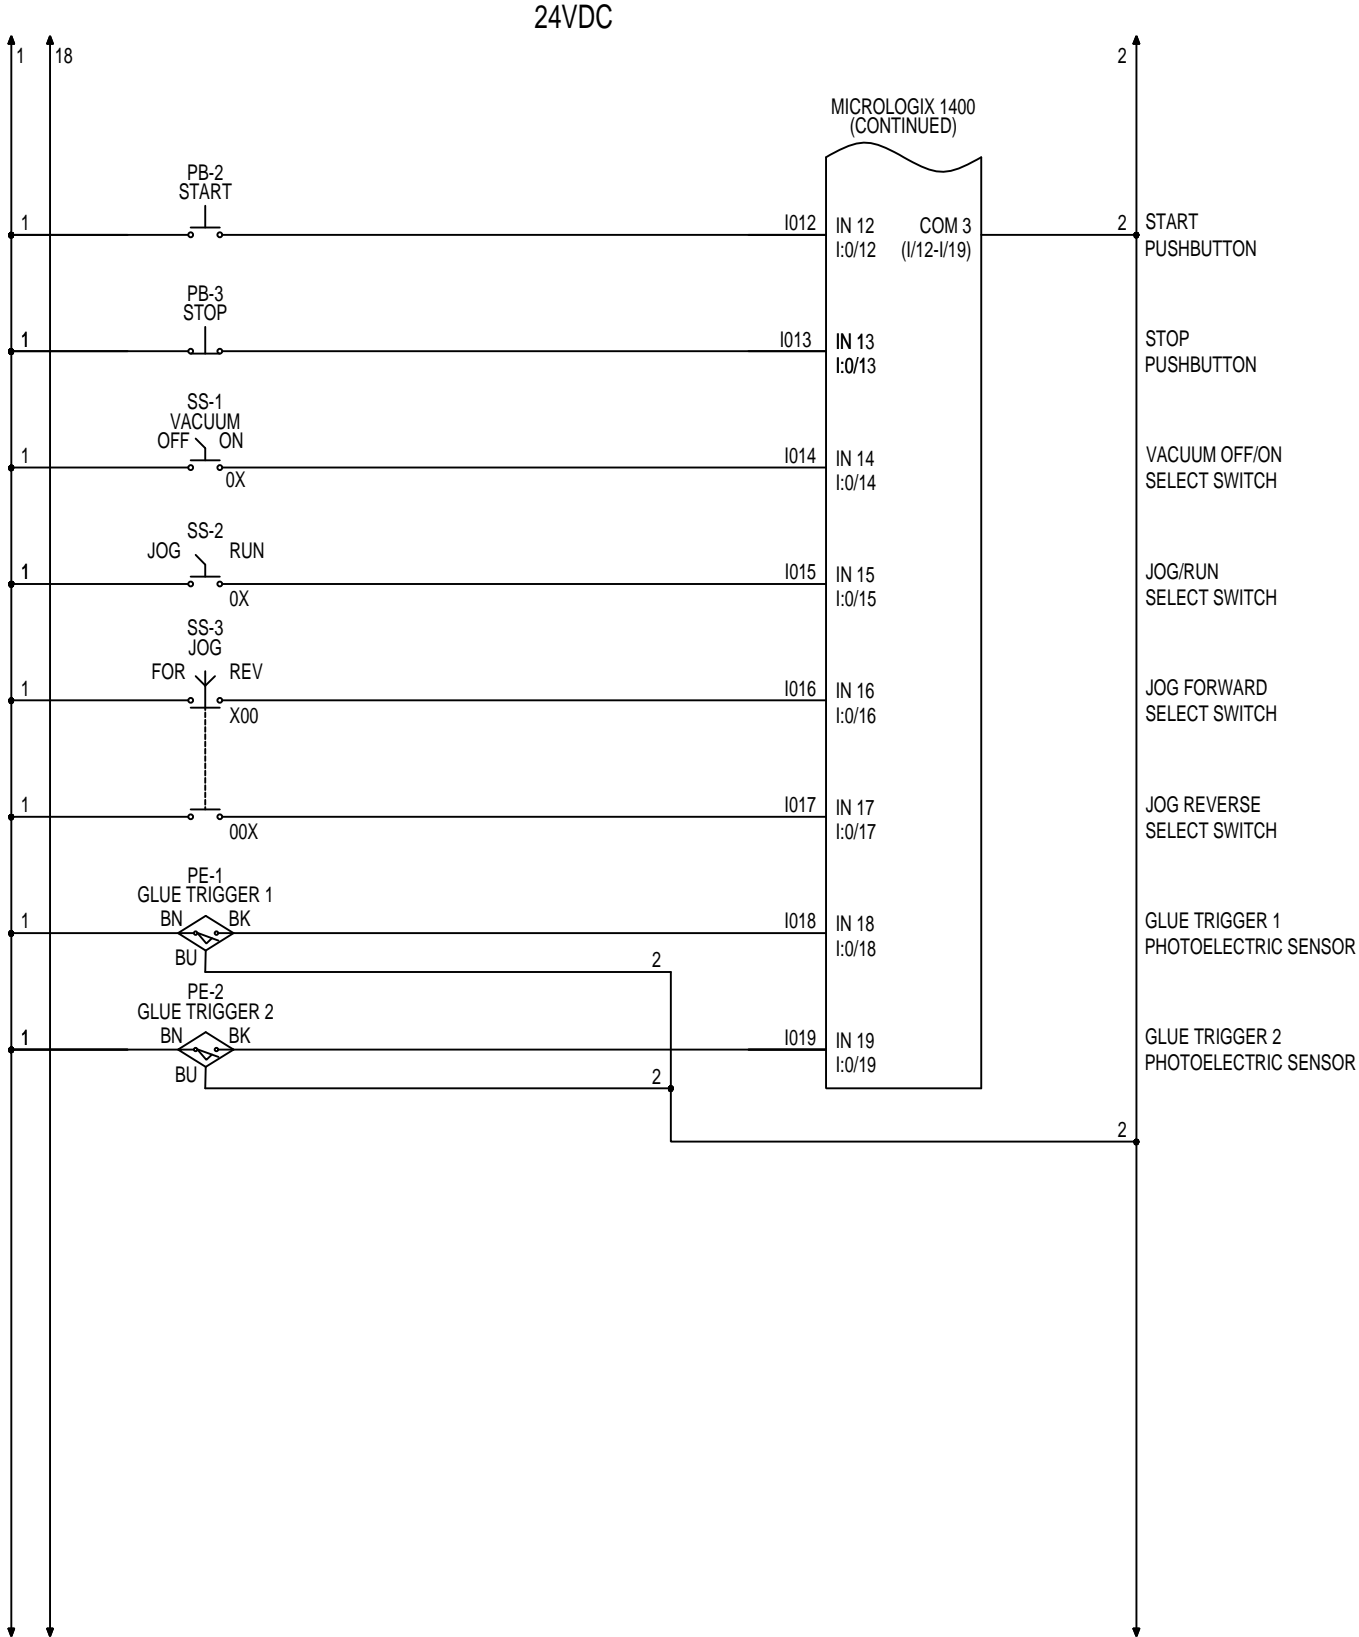 24VDC
1
18
2
MICROLOGIX 1400
(CONTINUED)
PB-2
START
1
I012
IN 12
COM 3
I:0/12
(I/12-I/19)
2
START
PUSHBUTTON
PB-3
STOP
1
I013
IN 13
I:0/13
STOP
PUSHBUTTON
SS-1
VACUUM
OFF ON
1
0X
I014
IN 14
I:0/14
VACUUM OFF/ON
SELECT SWITCH
SS-2
JOG RUN
1
0X
I015
IN 15
I:0/15
JOG/RUN
SELECT SWITCH
SS-3
JOG
FOR REV
1
X00
I016
IN 16
I:0/16
JOG FORWARD
SELECT SWITCH
1
00X
I017
IN 17
I:0/17
JOG REVERSE
SELECT SWITCH
PE-1
GLUE TRIGGER 1
1
BN BK
BU
I018
IN 18
I:0/18
GLUE TRIGGER 1
PHOTOELECTRIC SENSOR
2
PE-2
GLUE TRIGGER 2
1
BN BK
BU
I019
IN 19
I:0/19
GLUE TRIGGER 2
PHOTOELECTRIC SENSOR
2
2